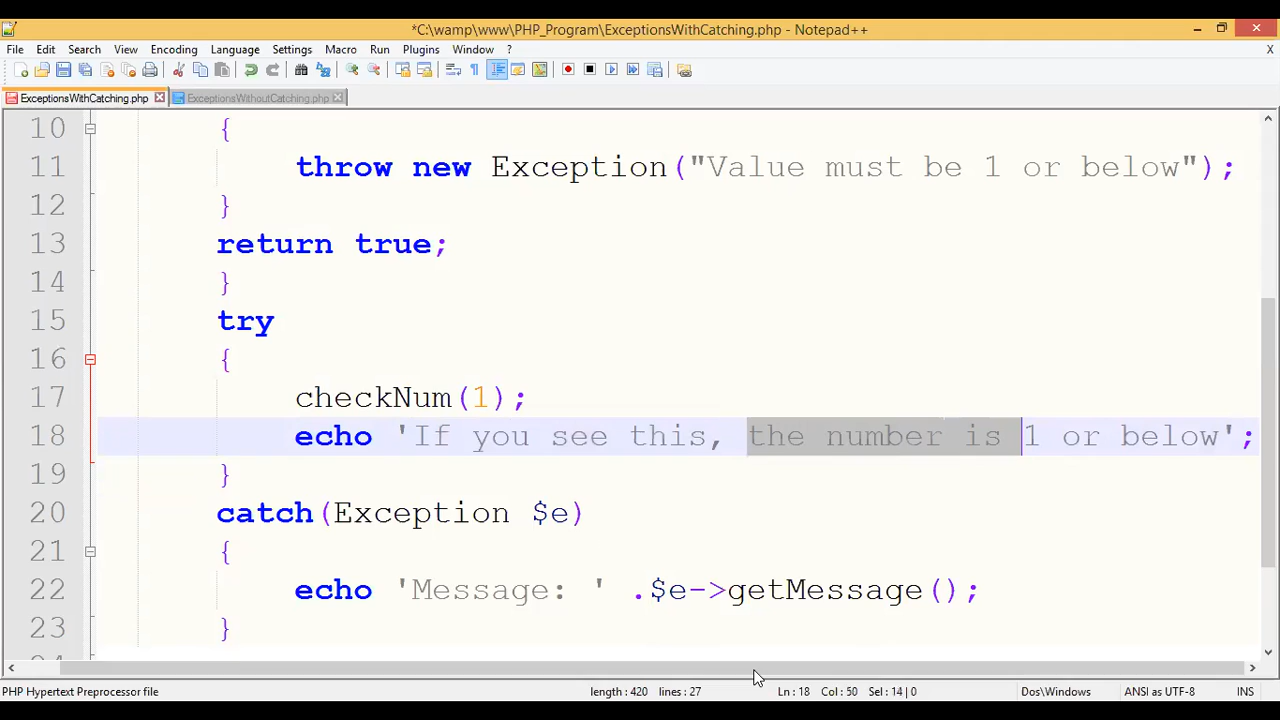 *C:\wamp\www\PHP_Program\ExceptionsWithCatching.php - Notepad++
File Edit Search View Encoding Language Settings Macro Run Plugins Window ? X
ExceptionsWithCatching.php ExceptionsWithoutCatching.php
10 {
11 throw new Exception("Value must be 1 or below");
12 }
13 return true;
14 }
15 try
16 {
17 checkNum(1);
18 echo 'If you see this, the number is 1 or below';
19 }
20 catch(Exception $e)
21 {
22 echo 'Message: ' .$e->getMessage();
23 }
PHP Hypertext Preprocessor file length : 420 lines : 27 Ln : 18 Col : 50 Sel : 14 | 0 Dos\Windows ANSI as UTF-8 INS